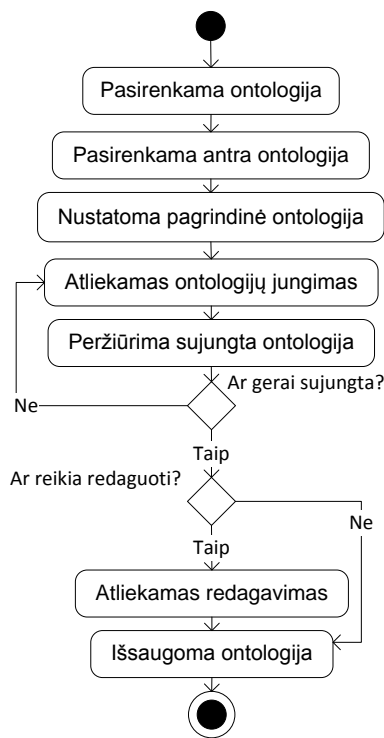 Pasirenkama ontologija
Pasirenkama antra ontologija
Nustatoma pagrindinė ontologija
Atliekamas ontologijų jungimas
Peržiūrima sujungta ontologija
Ar gerai sujungta?
Ne
Taip
Ar reikia redaguoti?
Ne
Taip
Atliekamas redagavimas
Išsaugoma ontologija